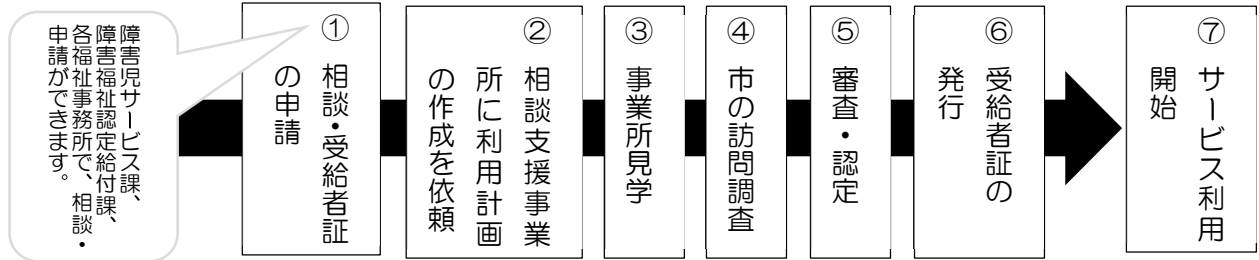 障害児サービス課、
障害福祉認定給付課、
各福祉事務所で、相談・
申請ができます。
① 相談・受給者証
の申請
② 相談支援事業
所に利用計画
の作成を依頼
③ 事業所見学
④ 市の訪問調査
⑤ 審査・認定
⑥ 受給者証の
発行
⑦ サービス利用
開始